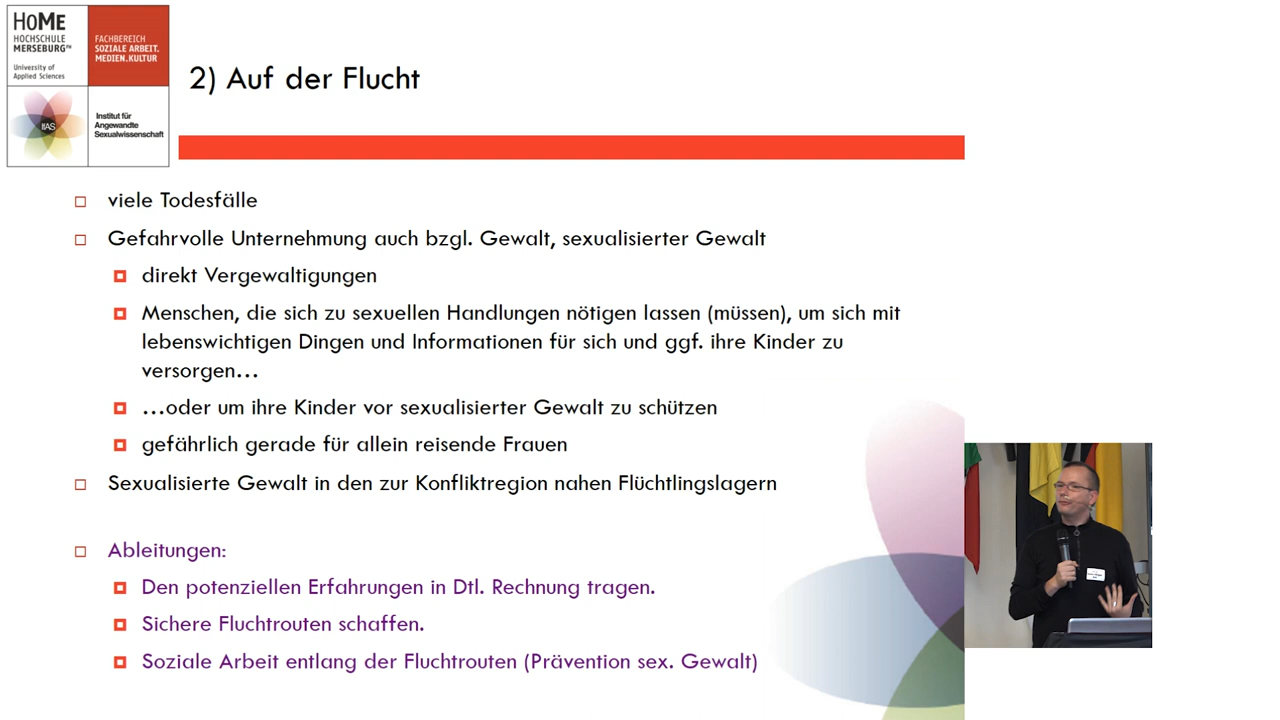 HoMe
HOCHSCHULE
MERSEBURG
University of
Applied Sciences
FACHBEREICH
SOZIALE ARBEIT.
MEDIEN.KULTUR
IfAS
Institut für
Angewandte
Sexualwissenschaft
2) Auf der Flucht
viele Todesfälle
Gefahrvolle Unternehmung auch bzgl. Gewalt, sexualisierter Gewalt
direkt Vergewaltigungen
Menschen, die sich zu sexuellen Handlungen nötigen lassen (müssen), um sich mit
lebenswichtigen Dingen und Informationen für sich und ggf. ihre Kinder zu
versorgen…
…oder um ihre Kinder vor sexualisierter Gewalt zu schützen
gefährlich gerade für allein reisende Frauen
Sexualisierte Gewalt in den zur Konfliktregion nahen Flüchtlingslagern
Ableitungen:
Den potenziellen Erfahrungen in Dtl. Rechnung tragen.
Sichere Fluchtrouten schaffen.
Soziale Arbeit entlang der Fluchtrouten (Prävention sex. Gewalt)